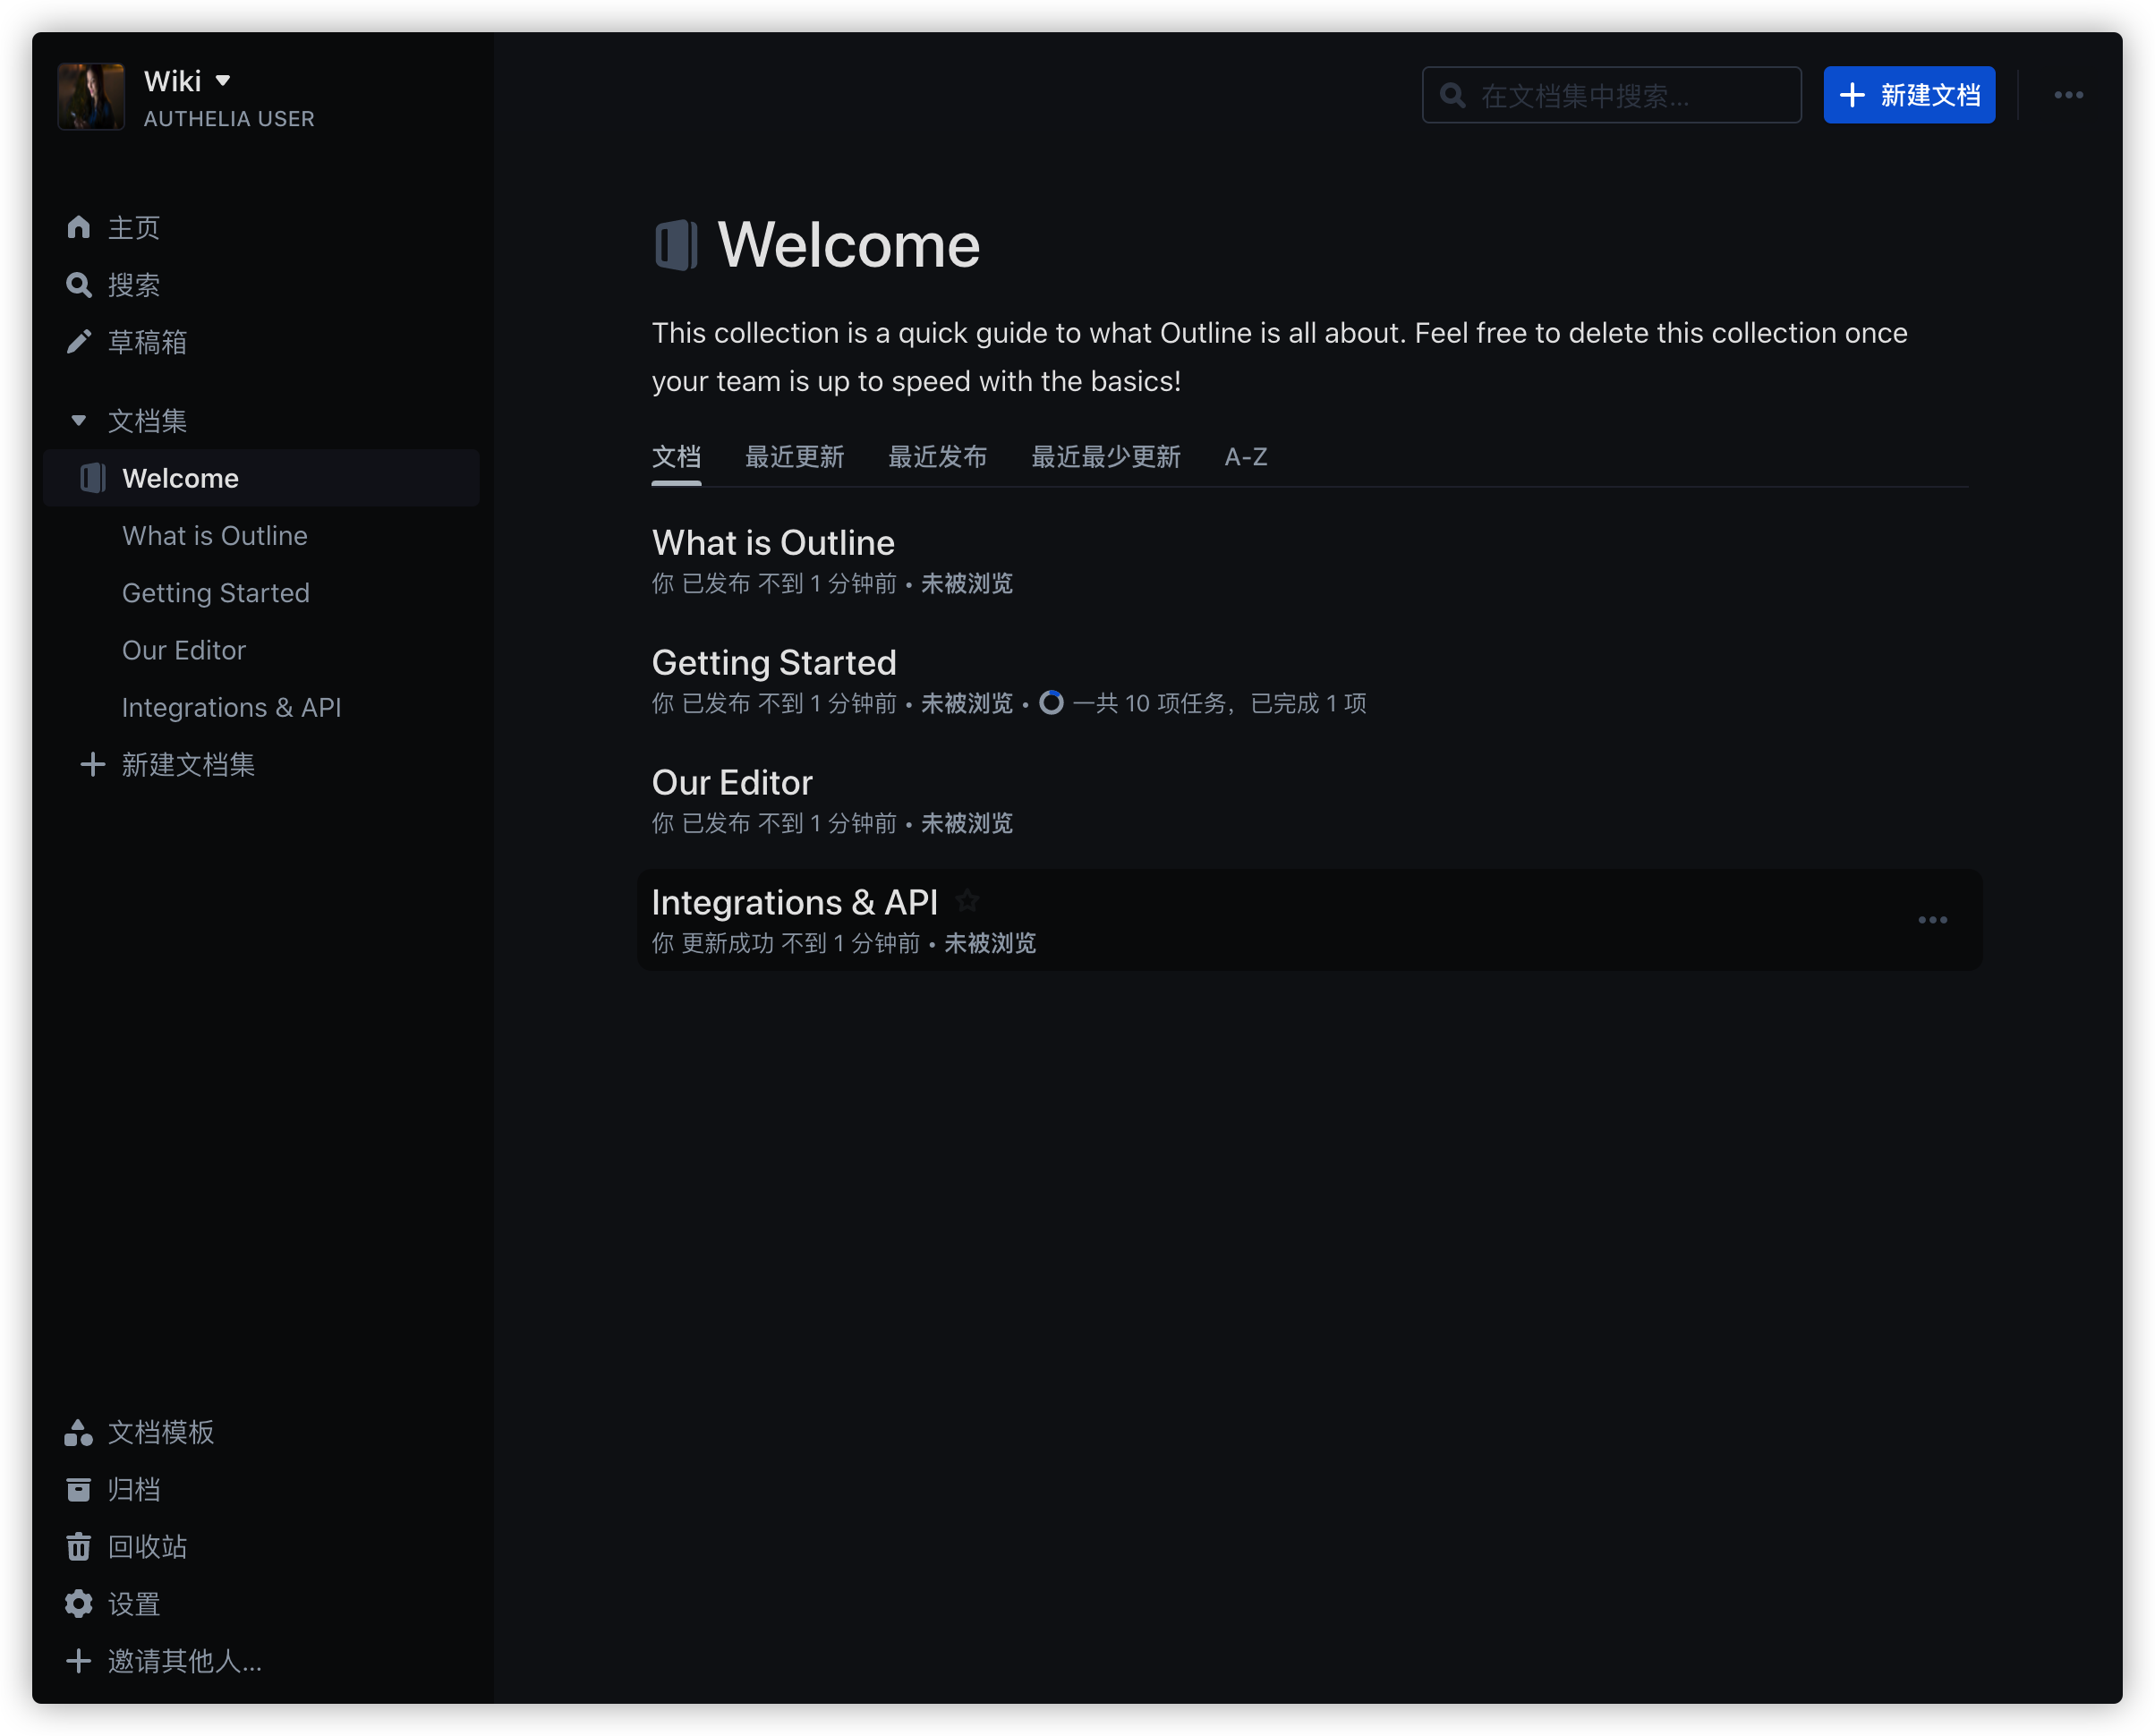 Wiki
AUTHELIA USER
主页
搜索
草稿箱
文档集
Welcome
What is Outline
Getting Started
Our Editor
Integrations & API
新建文档集
文档模板
归档
回收站
设置
邀请其他人...
在文档集中搜索...
新建文档
Welcome
This collection is a quick guide to what Outline is all about. Feel free to delete this collection once
your team is up to speed with the basics!
文档 最近更新 最近发布 最近最少更新 A-Z
What is Outline
你 已发布 不到 1 分钟前 • 未被浏览
Getting Started
你 已发布 不到 1 分钟前 • 未被浏览 • 一共 10 项任务，已完成 1 项
Our Editor
你 已发布 不到 1 分钟前 • 未被浏览
Integrations & API
你 更新成功 不到 1 分钟前 • 未被浏览